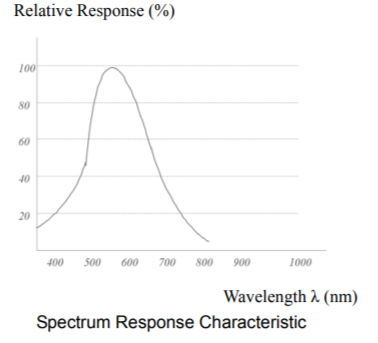 Relative Response (%)
100
80
60
40
20
400 500 600 700 800 900 1000
Wavelength λ (nm)
Spectrum Response Characteristic